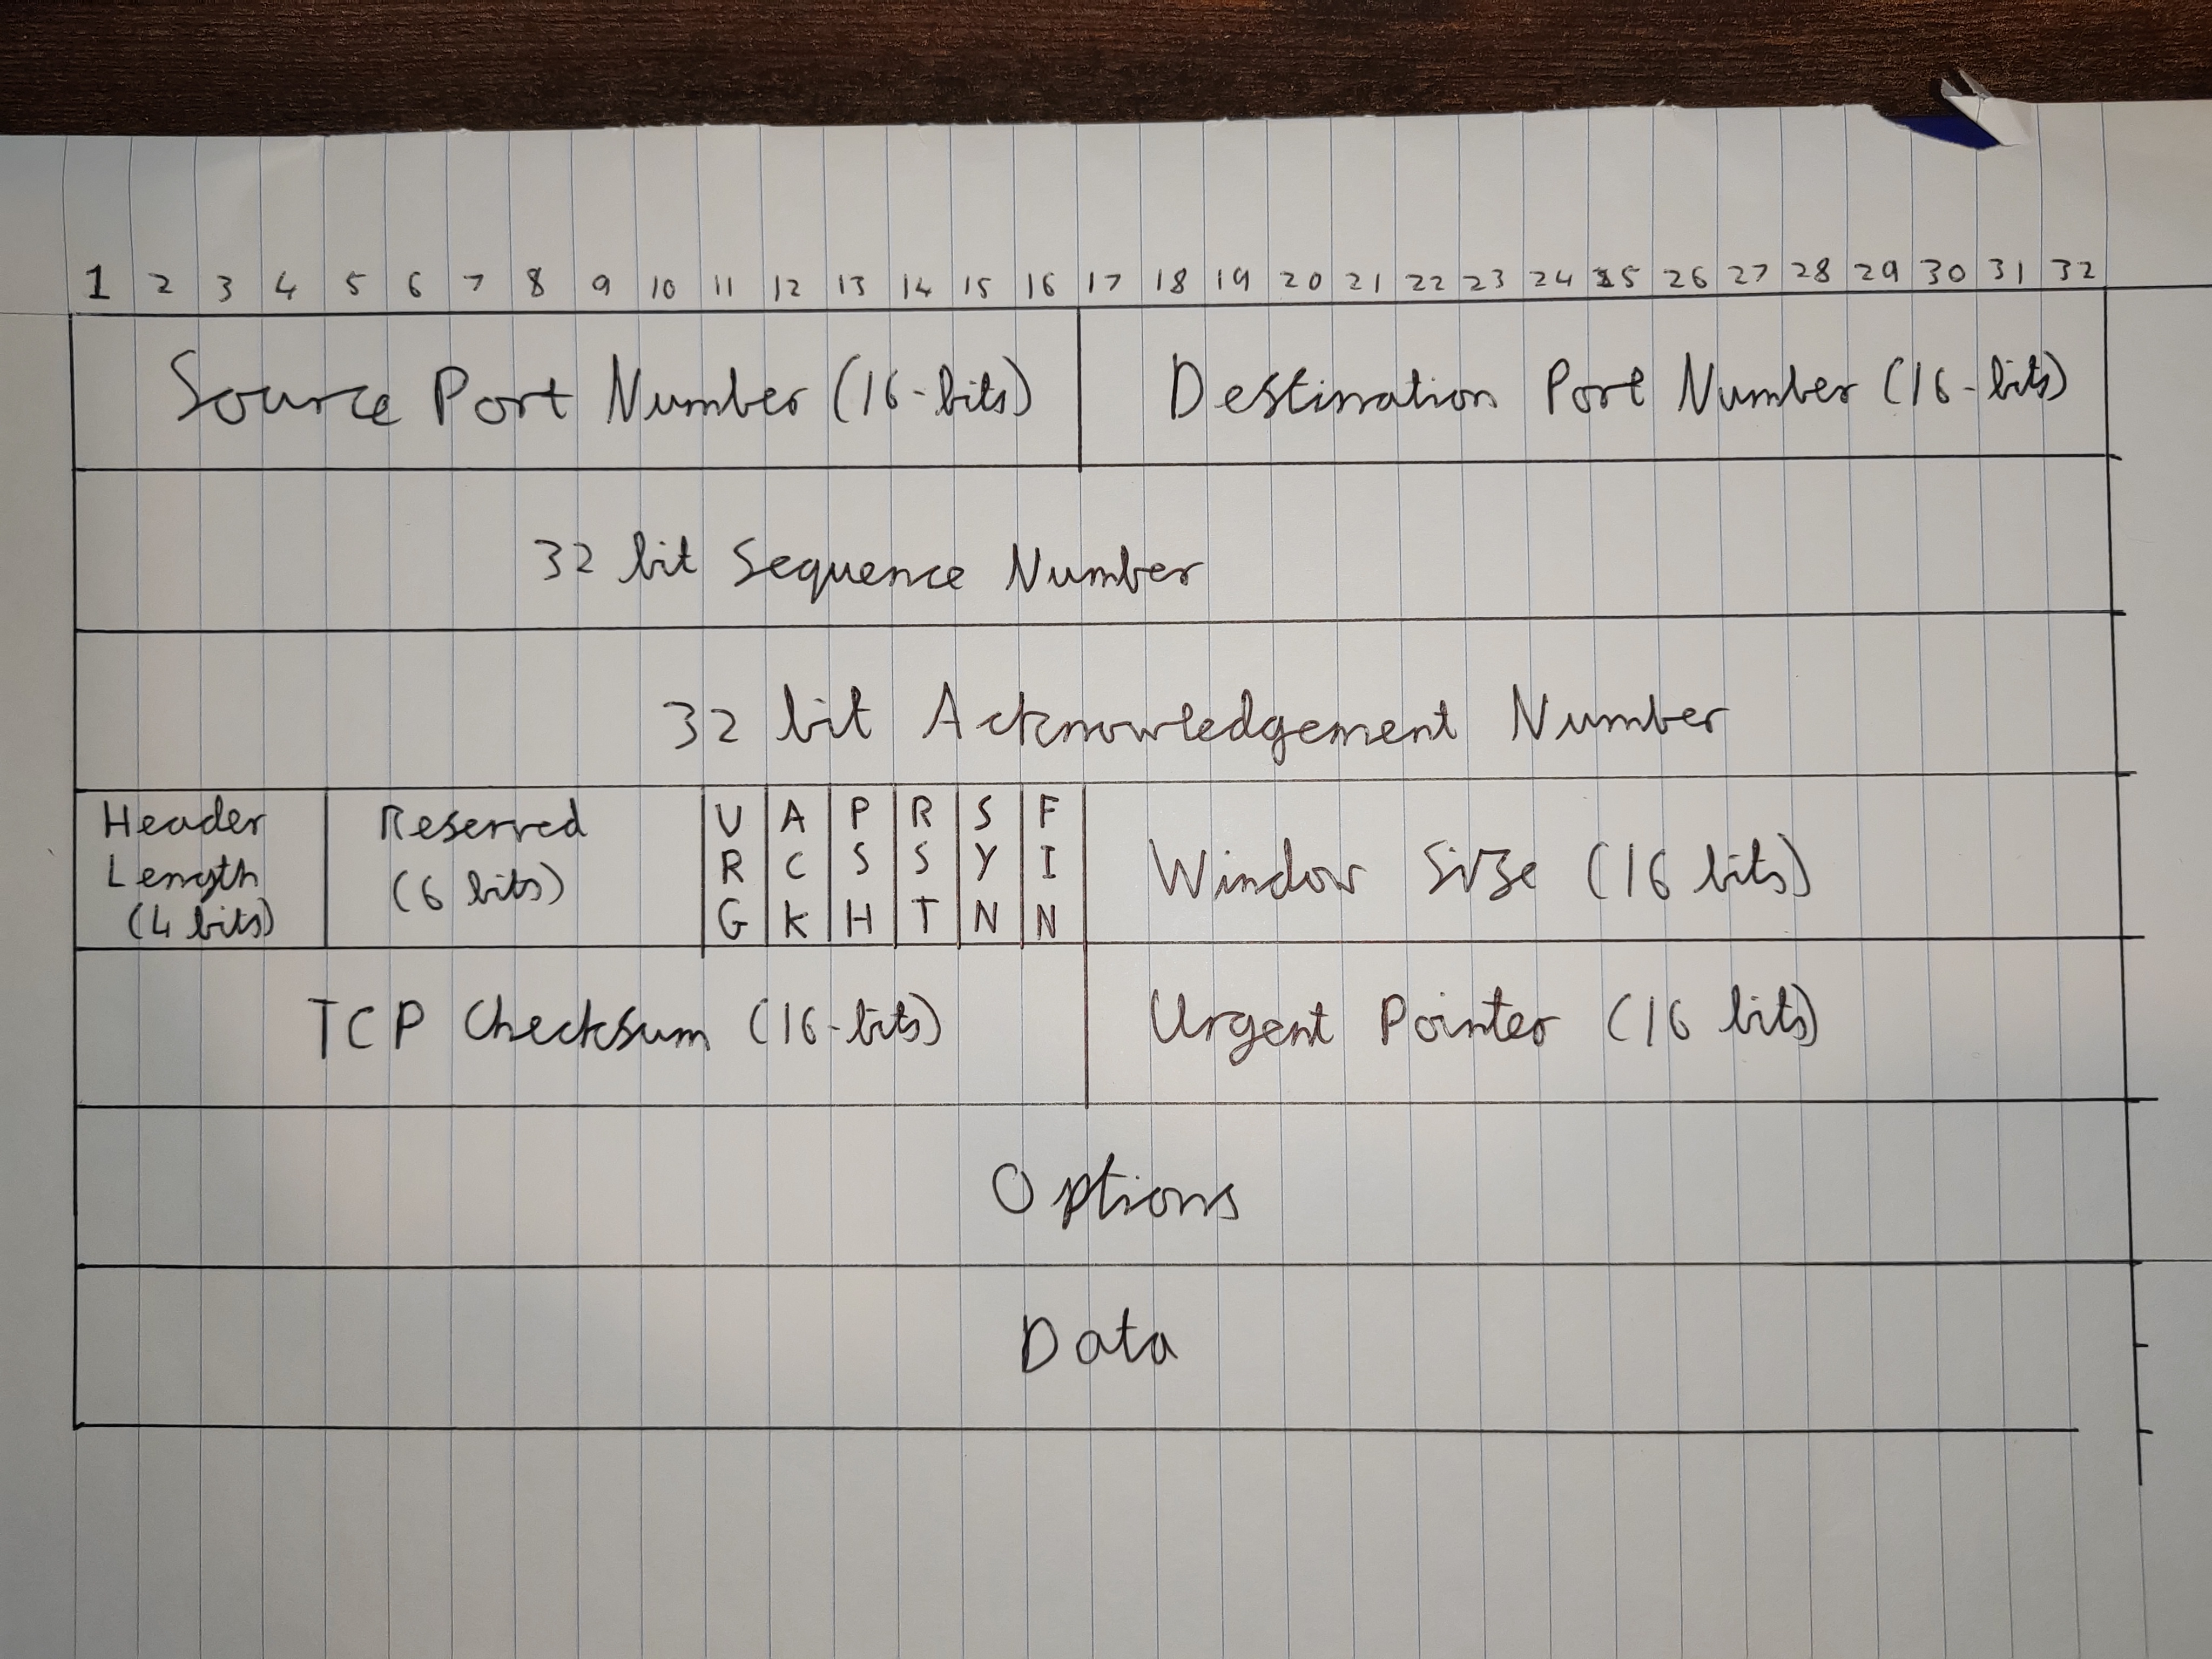 1 2 3 4 5 6 7 8 9 10 11 12 13 14 15 16 17 18 19 20 21 22 23 24 25 26 27 28 29 30 31 32
Source Port Number (16-bits) Destination Port Number (16-bits)
32 bit Sequence Number
32 bit Acknowledgement Number
Header
Length
(4 bits)
Reserved
(6 bits)
URG
ACK
PSH
RST
SYN
FIN
Window Size (16 bits)
TCP Checksum (16-bits) Urgent Pointer (16 bits)
Options
Data